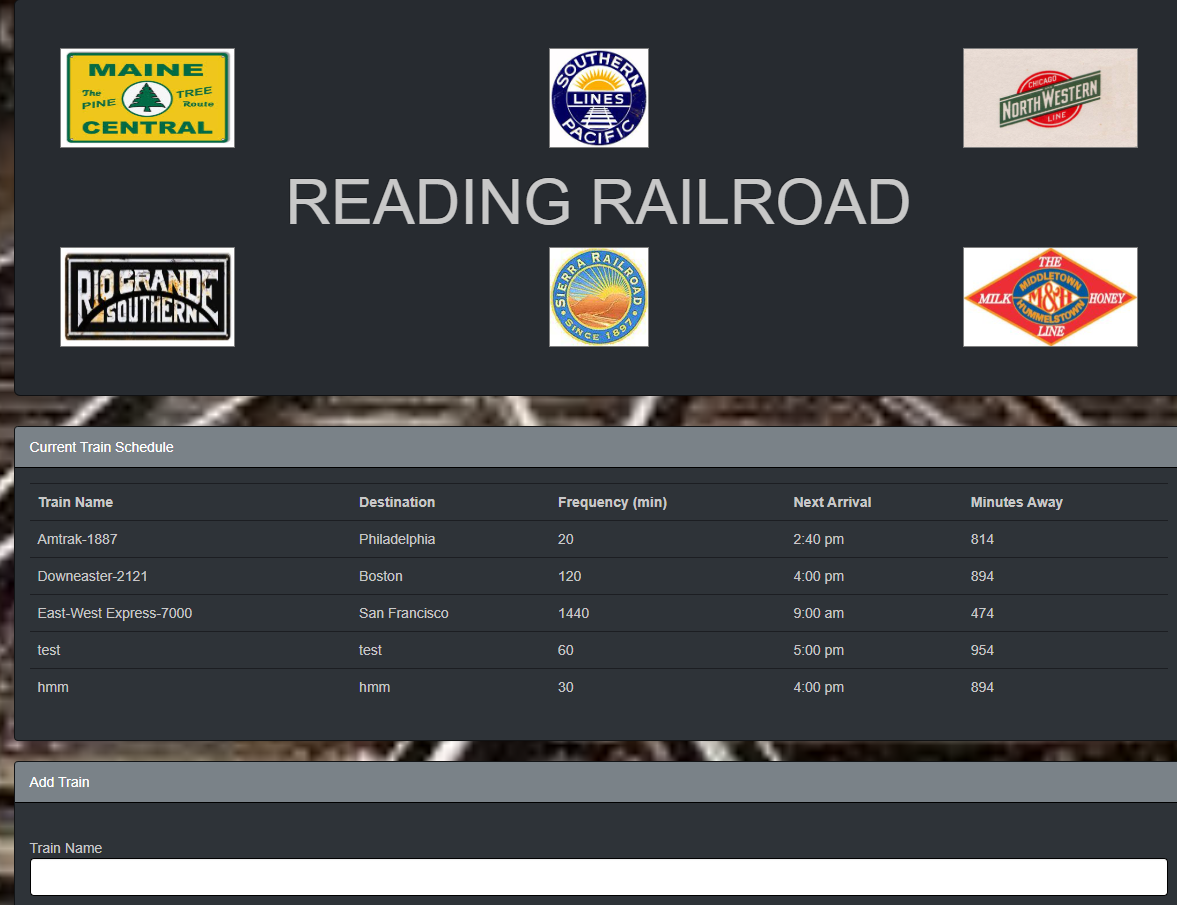 MAINE
The PINE TREE Route
CENTRAL
SOUTHERN
LINES
PACIFIC
CHICAGO
NORTH WESTERN
LINE
READING RAILROAD
RIO GRANDE
SOUTHERN
SIERRA RAILROAD
SINCE 1897
THE
MIDDLETOWN
MILK M&H HONEY
HUMMELSTOWN
LINE
Current Train Schedule
Train Name Destination Frequency (min) Next Arrival Minutes Away
Amtrak-1887 Philadelphia 20 2:40 pm 814
Downeaster-2121 Boston 120 4:00 pm 894
East-West Express-7000 San Francisco 1440 9:00 am 474
test test 60 5:00 pm 954
hmm hmm 30 4:00 pm 894
Add Train
Train Name